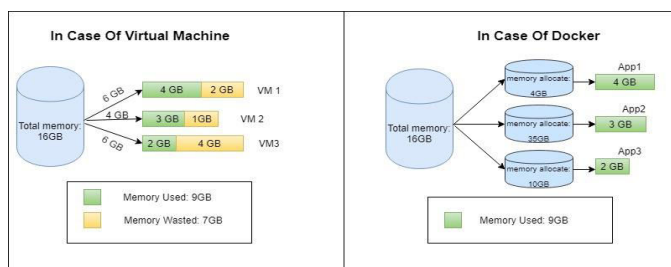 In Case Of Virtual Machine
Total memory:
16GB
6 GB
4 GB
6 GB
4 GB
2 GB
VM 1
3 GB
1GB
VM 2
2 GB
4 GB
VM3
Memory Used: 9GB
Memory Wasted: 7GB
In Case Of Docker
Total memory:
16GB
memory allocate:
4GB
App1
4 GB
memory allocate:
35GB
App2
3 GB
memory allocate:
10GB
App3
2 GB
Memory Used: 9GB